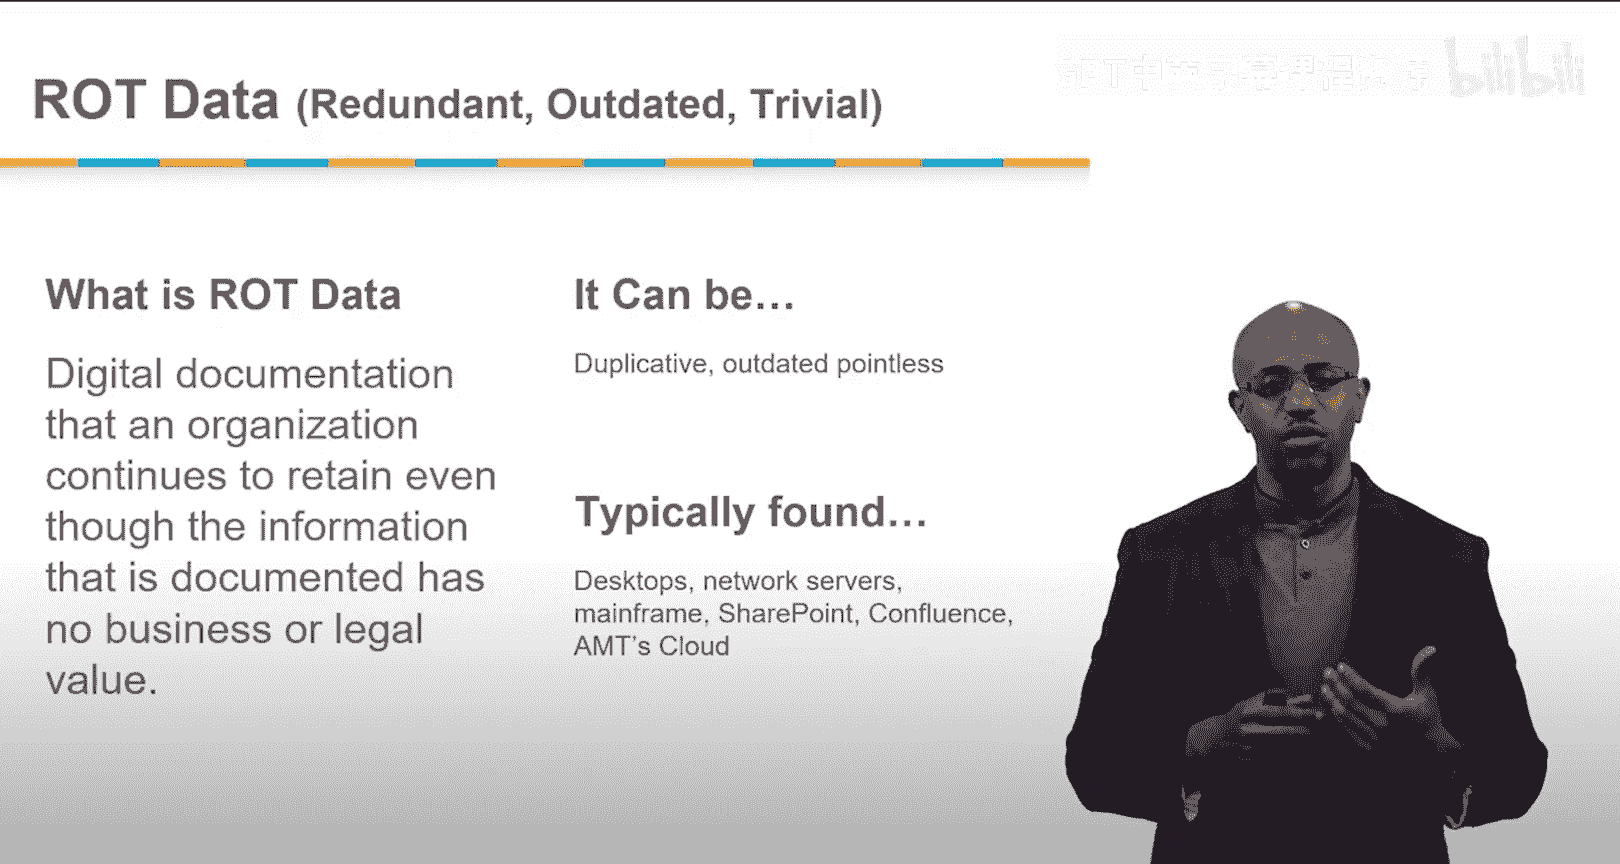 ROT Data (Redundant, Outdated, Trivial)
What is ROT Data
Digital documentation
that an organization
continues to retain even
though the information
that is documented has
no business or legal
value.
It Can be…
Duplicative, outdated pointless
Typically found…
Desktops, network servers,
mainframe, SharePoint, Confluence,
AMT’s Cloud
bilibili